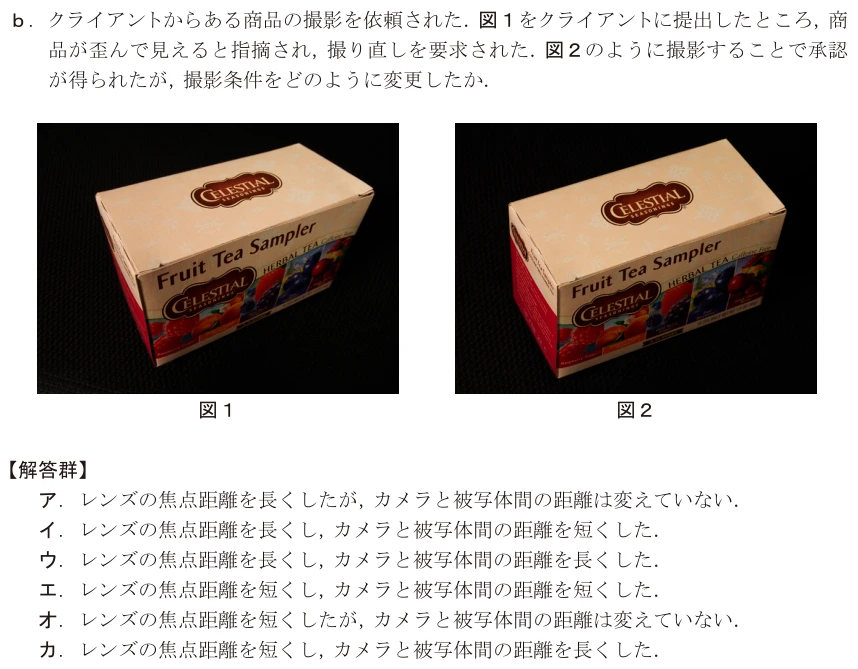 b．クライアントからある商品の撮影を依頼された．図1をクライアントに提出したところ，商
品が歪んで見えると指摘され，撮り直しを要求された．図2のように撮影することで承認
が得られたが，撮影条件をどのように変更したか．
CELESTIAL
SEASONINGS
Fruit Tea Sampler
HERBAL TEA Caffeine Free
CELESTIAL
SEASONINGS
CELESTIAL
SEASONINGS
Fruit Tea Sampler
HERBAL TEA Caffeine Free
CELESTIAL
SEASONINGS
図1
図2
【解答群】
ア．レンズの焦点距離を長くしたが，カメラと被写体間の距離は変えていない．
イ．レンズの焦点距離を長くし，カメラと被写体間の距離を短くした．
ウ．レンズの焦点距離を長くし，カメラと被写体間の距離を長くした．
エ．レンズの焦点距離を短くし，カメラと被写体間の距離を短くした．
オ．レンズの焦点距離を短くしたが，カメラと被写体間の距離は変えていない．
カ．レンズの焦点距離を短くし，カメラと被写体間の距離を長くした．